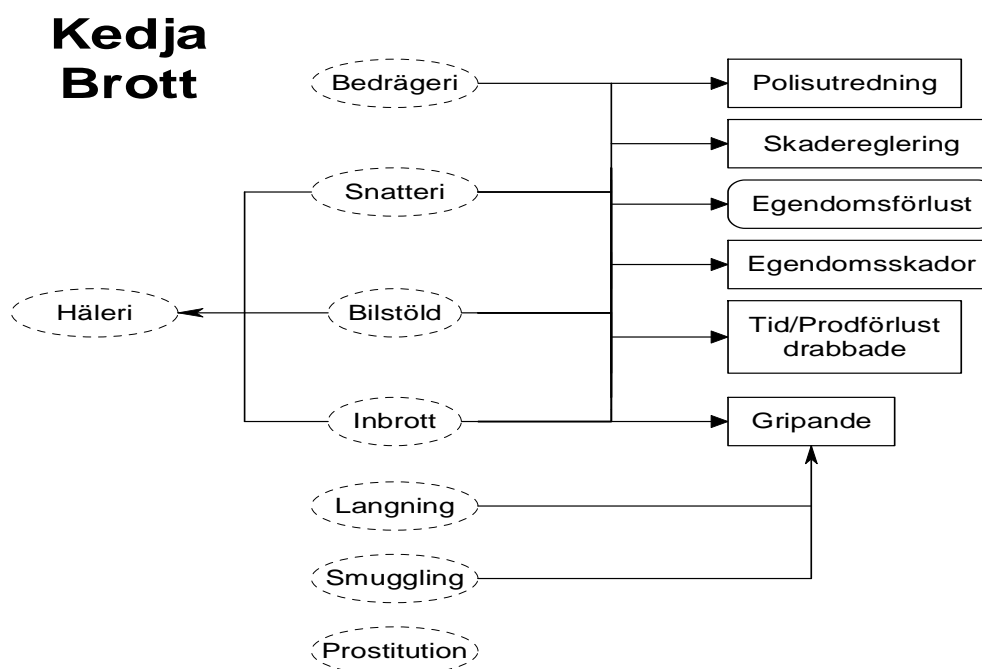 Kedja
Brott
Bedrägeri
Polisutredning
Skadereglering
Snatteri
Egendomsförlust
Egendomsskador
Häleri
Bilstöld
Tid/Prodförlust
drabbade
Inbrott
Gripande
Langning
Smuggling
Prostitution